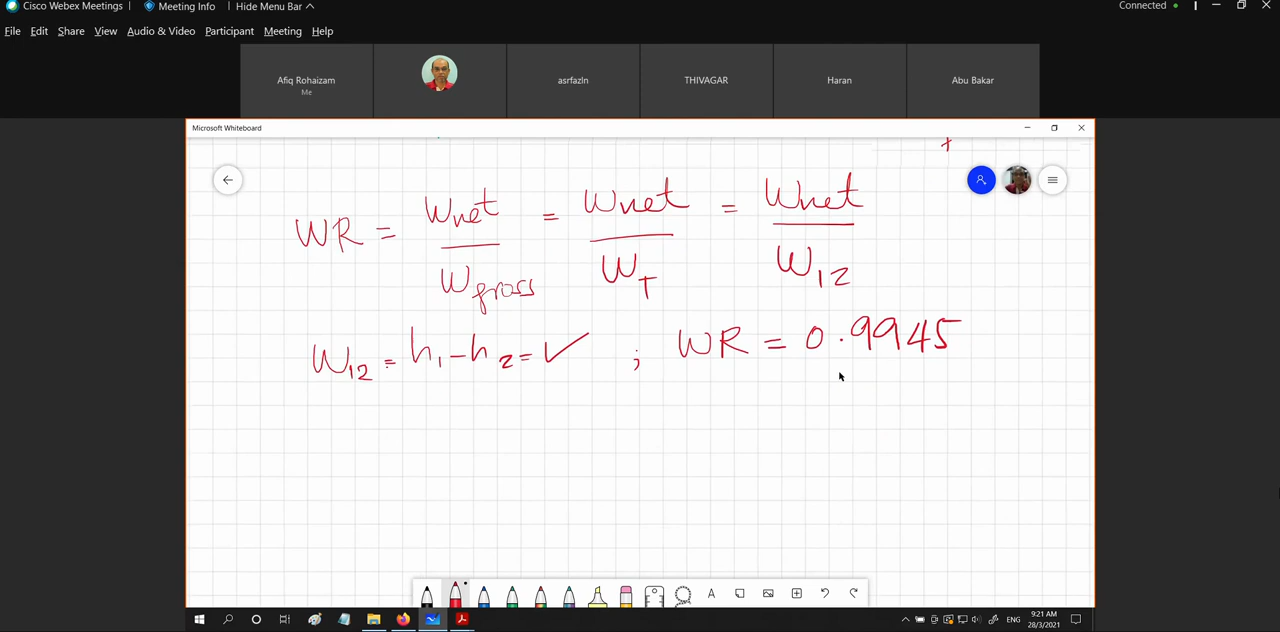 Cisco Webex Meetings | Meeting Info | Hide Menu Bar
Connected
File Edit Share View Audio & Video Participant Meeting Help
Afiq Rohaizam
Me
asrfazln
THIVAGAR
Haran
Abu Bakar
Microsoft Whiteboard
WR = Wnet / Wgross = Wnet / WT = Wnet / W12
W12 = h1 - h2 = ✓ ; WR = 0.9945
ENG
9:21 AM
28/3/2021